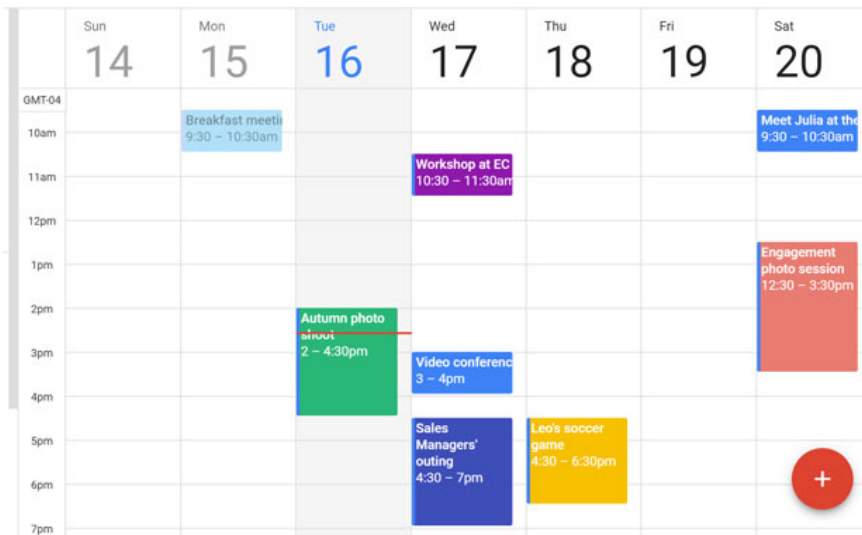 Sun Mon Tue Wed Thu Fri Sat
14 15 16 17 18 19 20
GMT-04
Breakfast meetin
9:30 – 10:30am
Meet Julia at the
9:30 – 10:30am
10am
Workshop at EC
10:30 – 11:30am
11am
12pm
Engagement
photo session
12:30 – 3:30pm
1pm
2pm
Autumn photo
shoot
2 – 4:30pm
3pm
Video conferenc
3 – 4pm
4pm
Sales
Managers'
outing
4:30 – 7pm
Leo's soccer
game
4:30 – 6:30pm
5pm
6pm
+
7pm